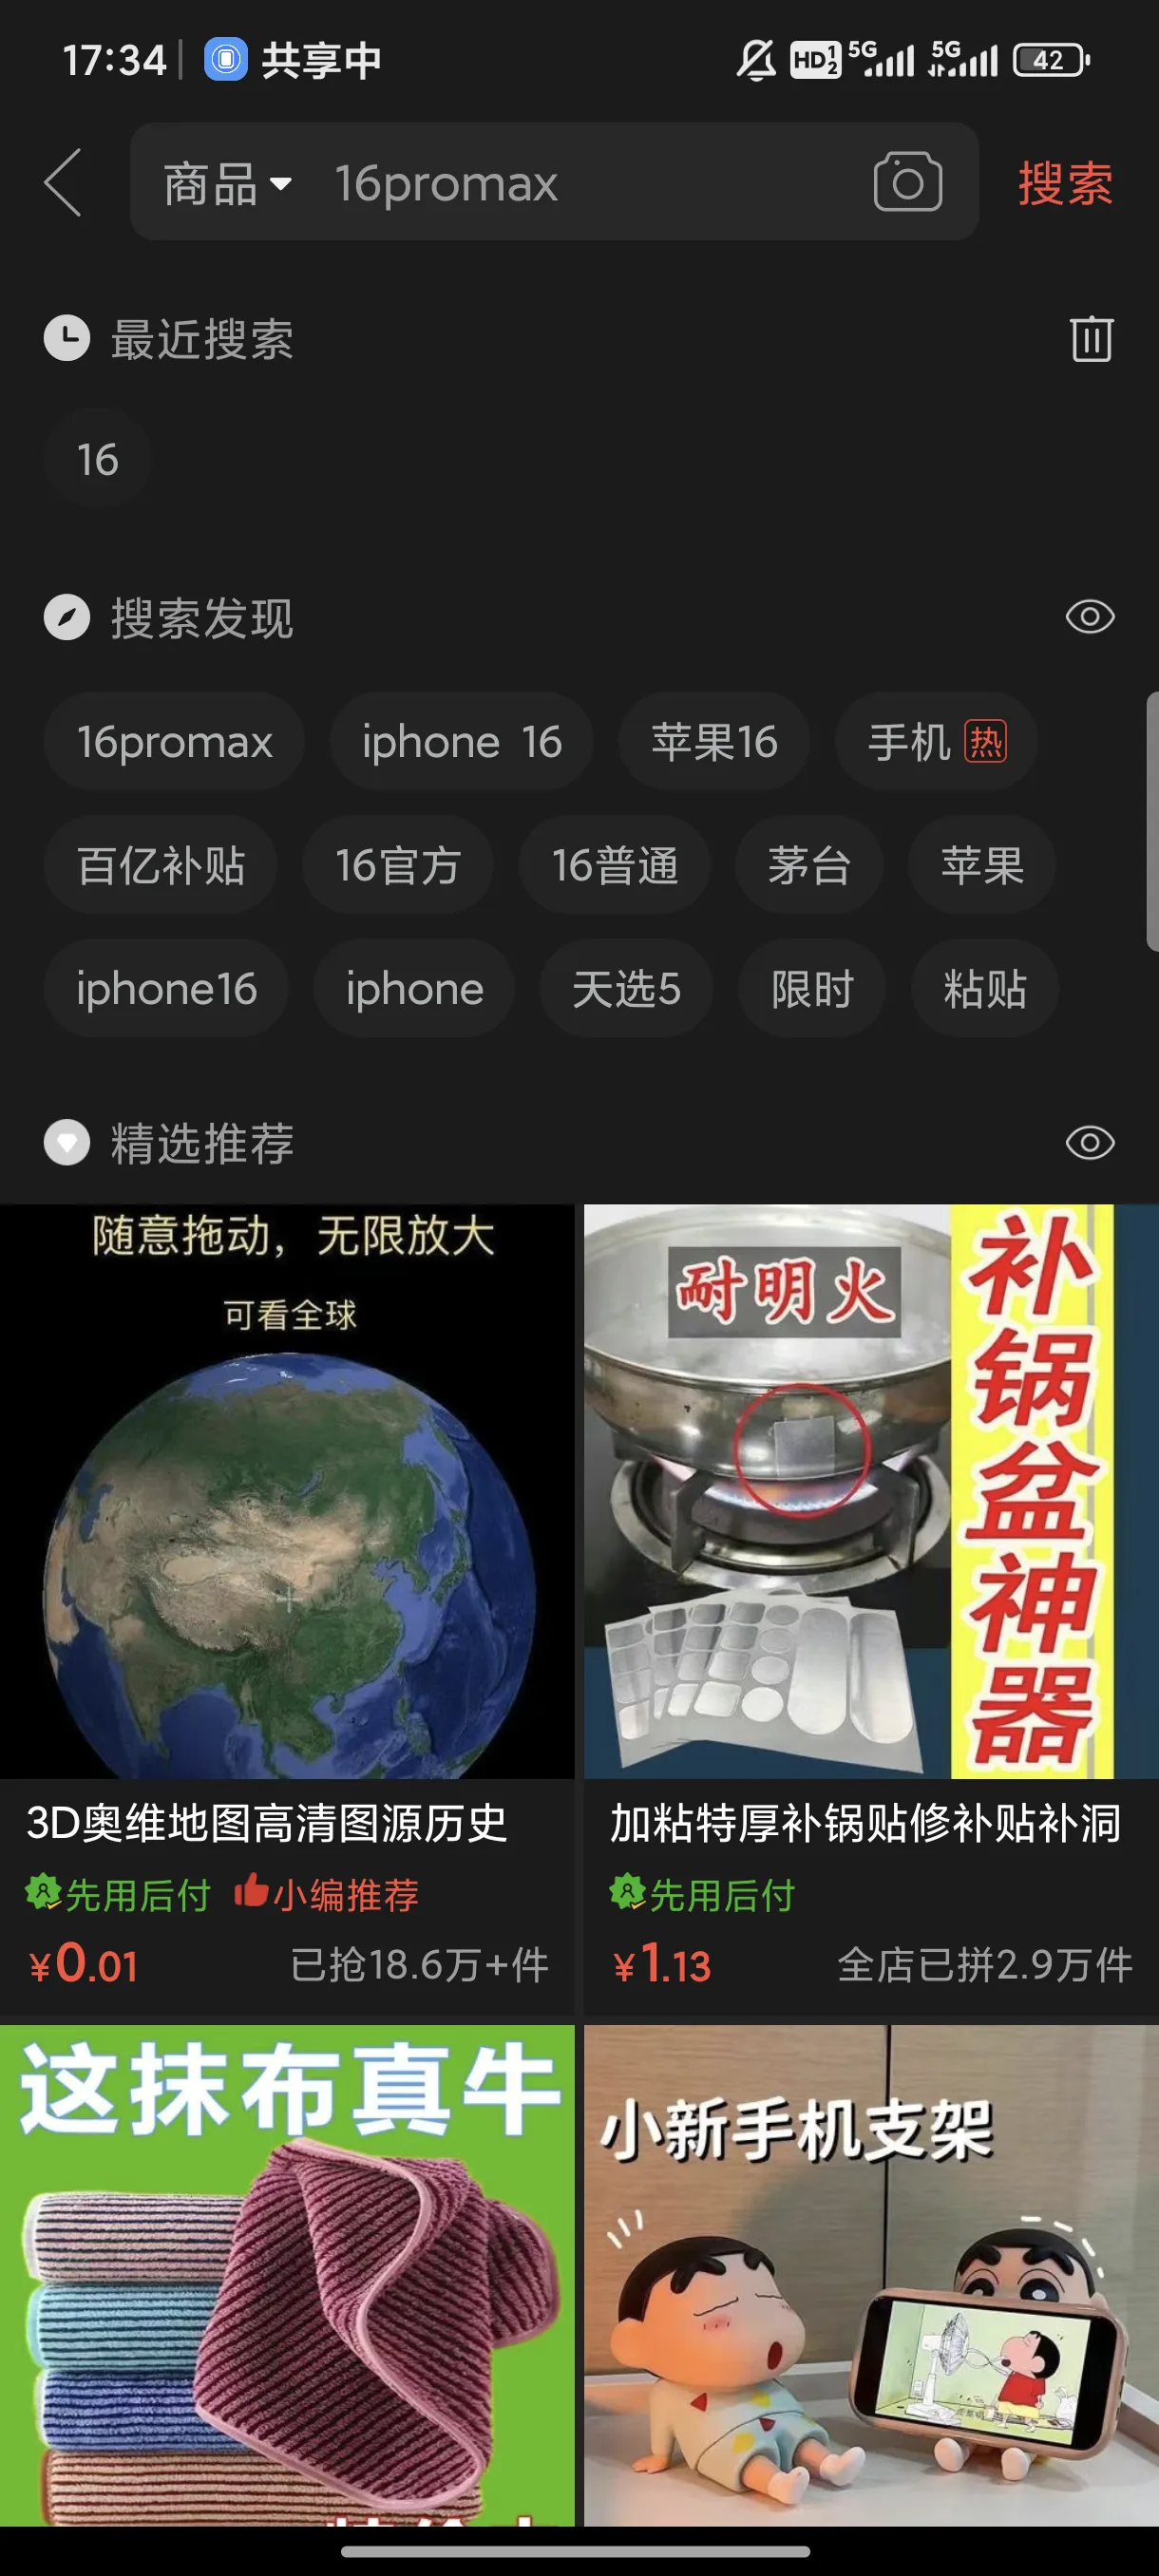 17:34 共享中 HD 1 2 5G 5G 42
商品 16promax 搜索
最近搜索
16
搜索发现
16promax iphone 16 苹果16 手机 热
百亿补贴 16官方 16普通 茅台 苹果
iphone16 iphone 天选5 限时 粘贴
精选推荐
随意拖动，无限放大
可看全球
3D奥维地图高清图源历史
先用后付 小编推荐
¥0.01 已抢18.6万+件
耐明火
补锅盆神器
加粘特厚补锅贴修补贴补洞
先用后付
¥1.13 全店已拼2.9万件
这抹布真牛
小新手机支架